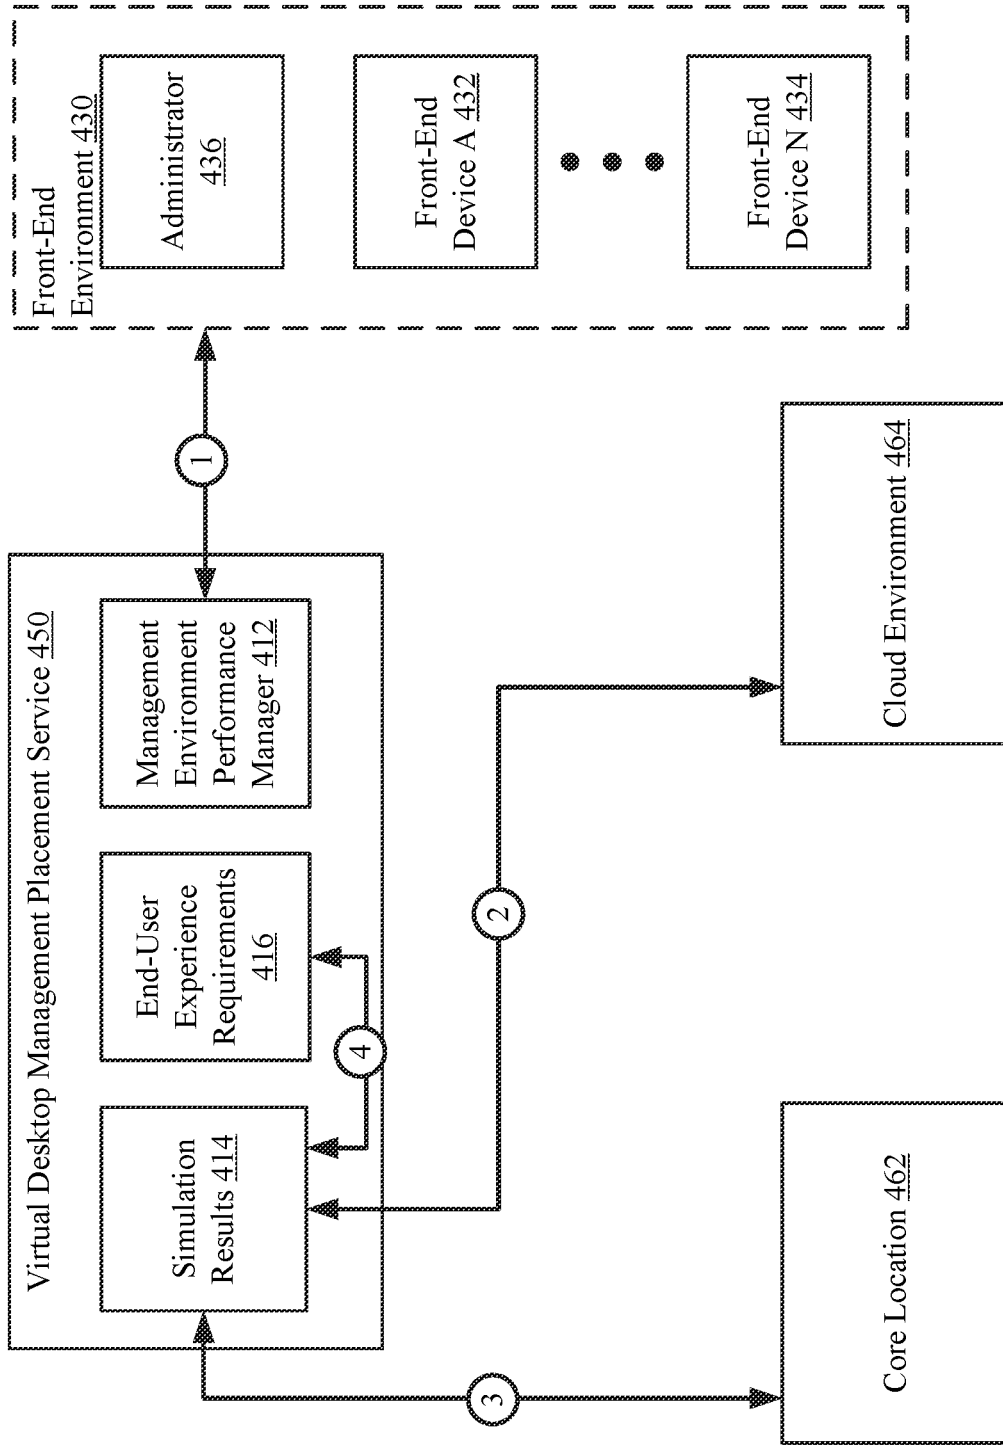 Virtual Desktop Management Placement Service 450
Simulation
Results 414
End-User
Experience
Requirements
416
Management
Environment
Performance
Manager 412
4
1
Front-End
Environment 430
Administrator
436
Front-End
Device A 432
Front-End
Device N 434
3
2
Core Location 462
Cloud Environment 464